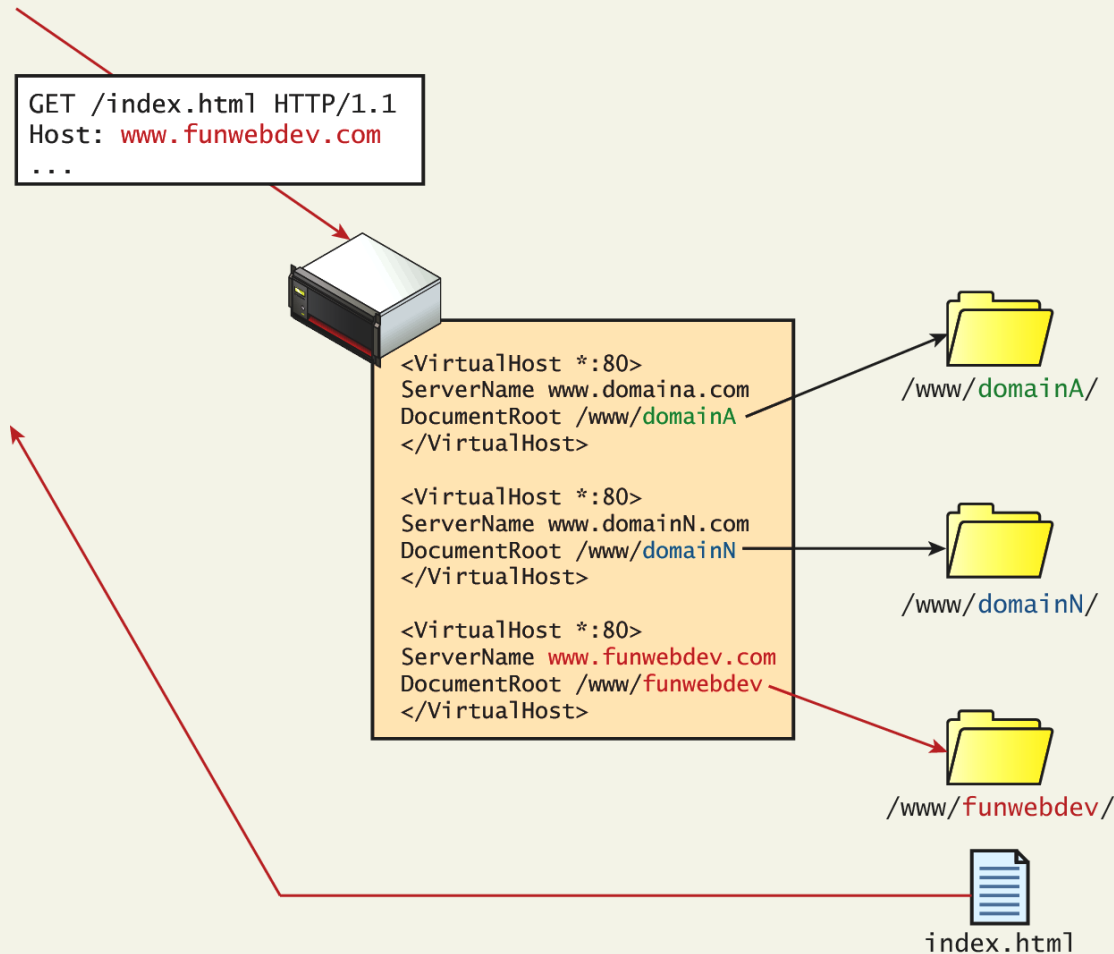 GET /index.html HTTP/1.1
Host: www.funwebdev.com
...
<VirtualHost *:80>
ServerName www.domaina.com
DocumentRoot /www/domainA
</VirtualHost>
<VirtualHost *:80>
ServerName www.domainN.com
DocumentRoot /www/domainN
</VirtualHost>
<VirtualHost *:80>
ServerName www.funwebdev.com
DocumentRoot /www/funwebdev
</VirtualHost>
/www/domainA/
/www/domainN/
/www/funwebdev/
index.html